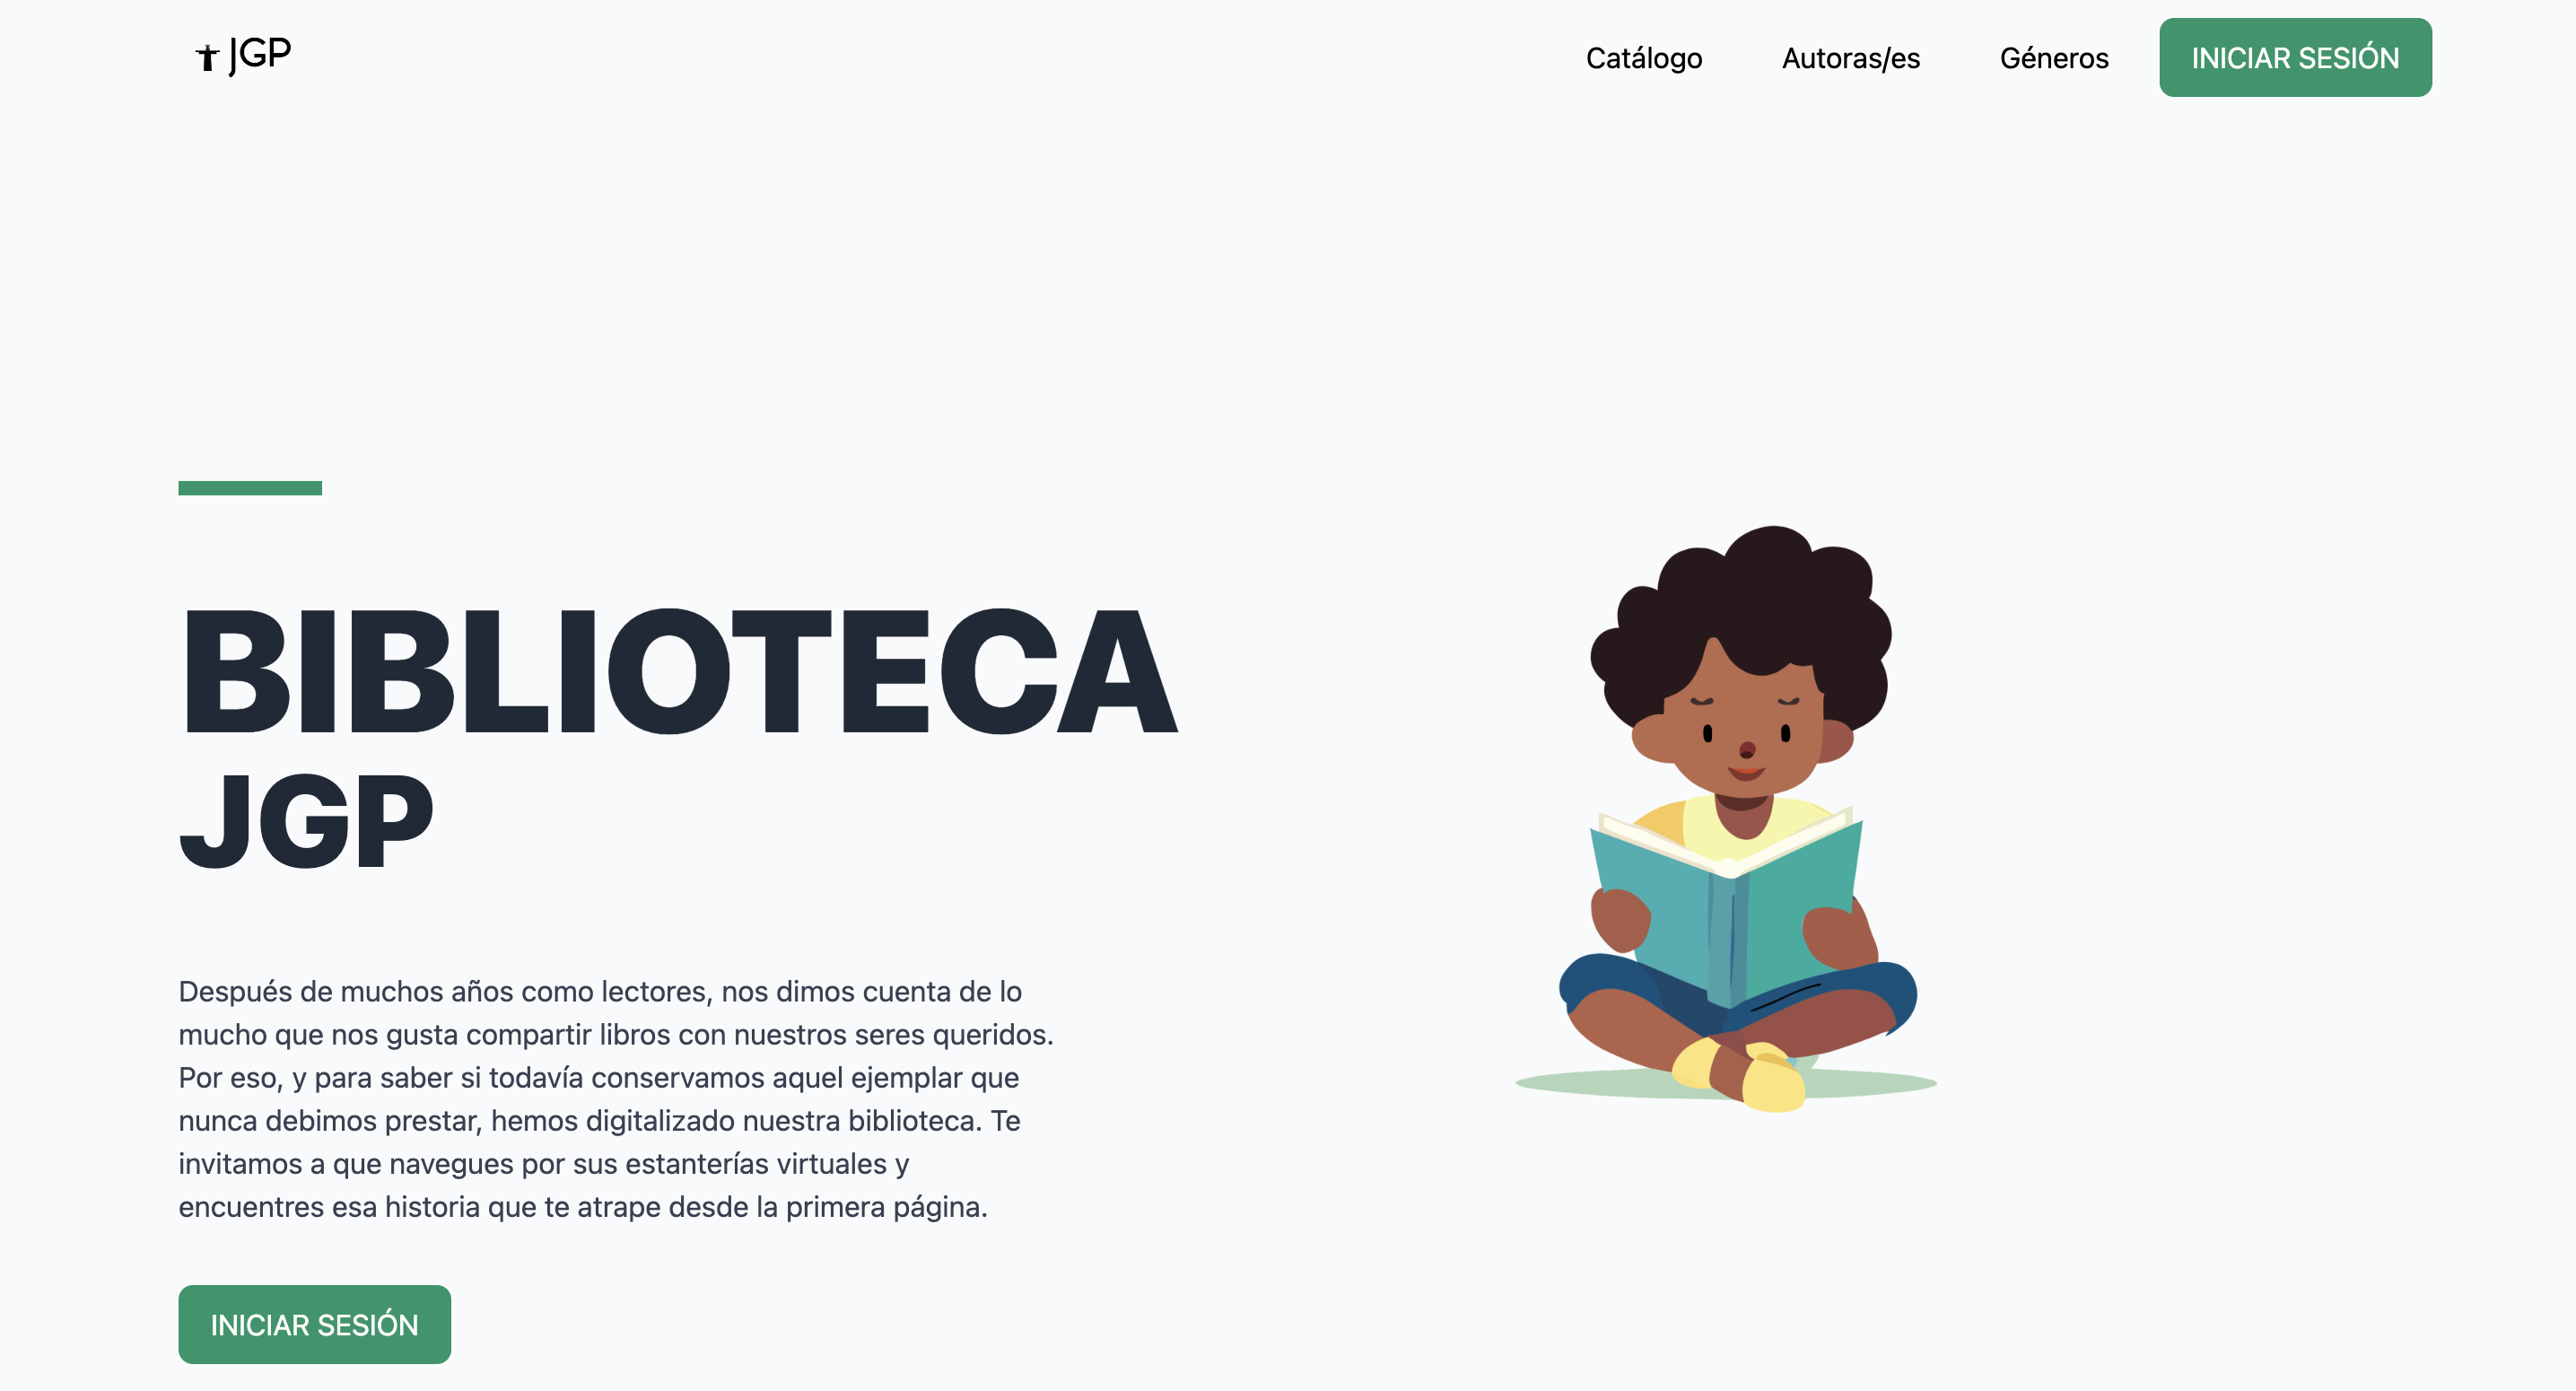 JGP
Catálogo
Autoras/es
Géneros
INICIAR SESIÓN
BIBLIOTECA
JGP
Después de muchos años como lectores, nos dimos cuenta de lo
mucho que nos gusta compartir libros con nuestros seres queridos.
Por eso, y para saber si todavía conservamos aquel ejemplar que
nunca debimos prestar, hemos digitalizado nuestra biblioteca. Te
invitamos a que navegues por sus estanterías virtuales y
encuentres esa historia que te atrape desde la primera página.
INICIAR SESIÓN